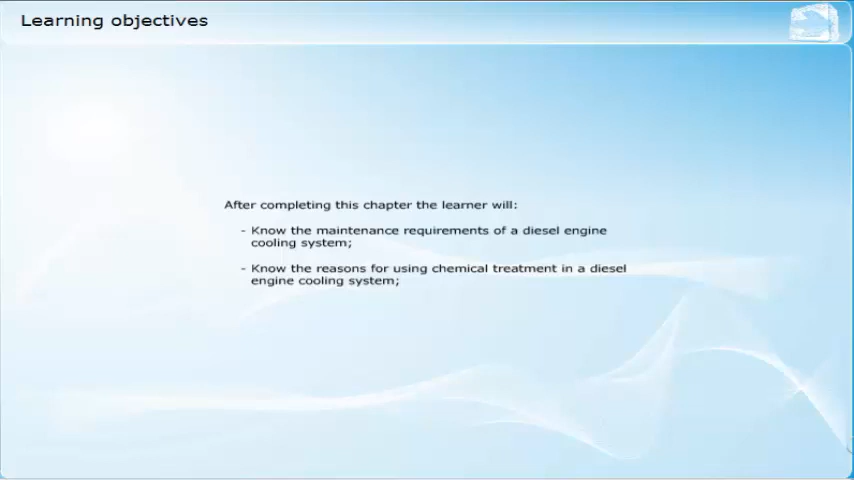 Learning objectives
After completing this chapter the learner will:
- Know the maintenance requirements of a diesel engine
cooling system;
- Know the reasons for using chemical treatment in a diesel
engine cooling system;